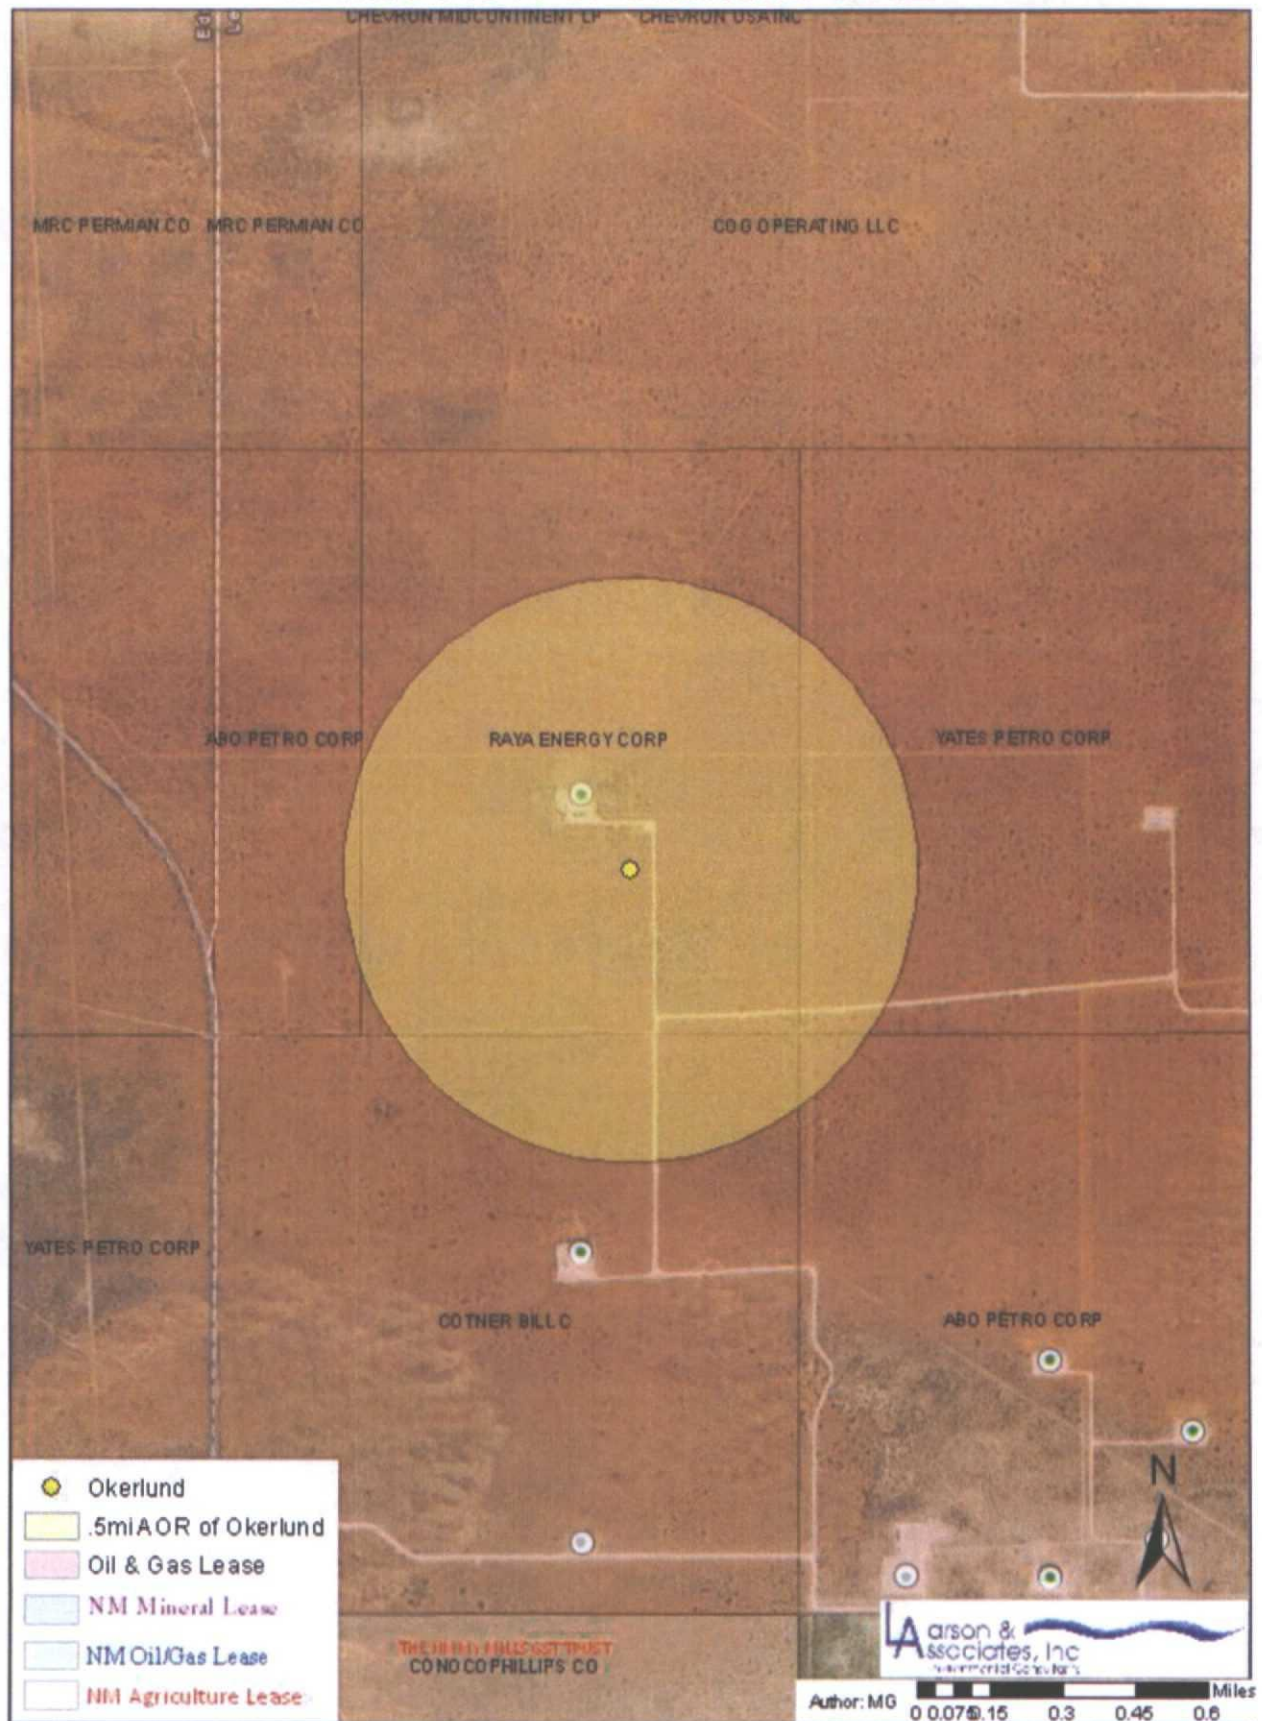 CHEVRON MIDCONTINENT LP CHEVRON USA INC
MRC PERMIAN CO MRC PERMIAN CO COG OPERATING LLC
ABO PETRO CORP RAYA ENERGY CORP YATES PETRO CORP
YATES PETRO CORP
COTNER BILL C ABO PETRO CORP
Okerlund
.5mi AOR of Okerlund
Oil & Gas Lease
NM Mineral Lease
NM Oil/Gas Lease
NM Agriculture Lease
N
CONOCOPHILLIPS CO
Larson &
Associates, Inc
Environmental Consultants
Author: MG
Miles
0 0.075 0.15 0.3 0.45 0.6